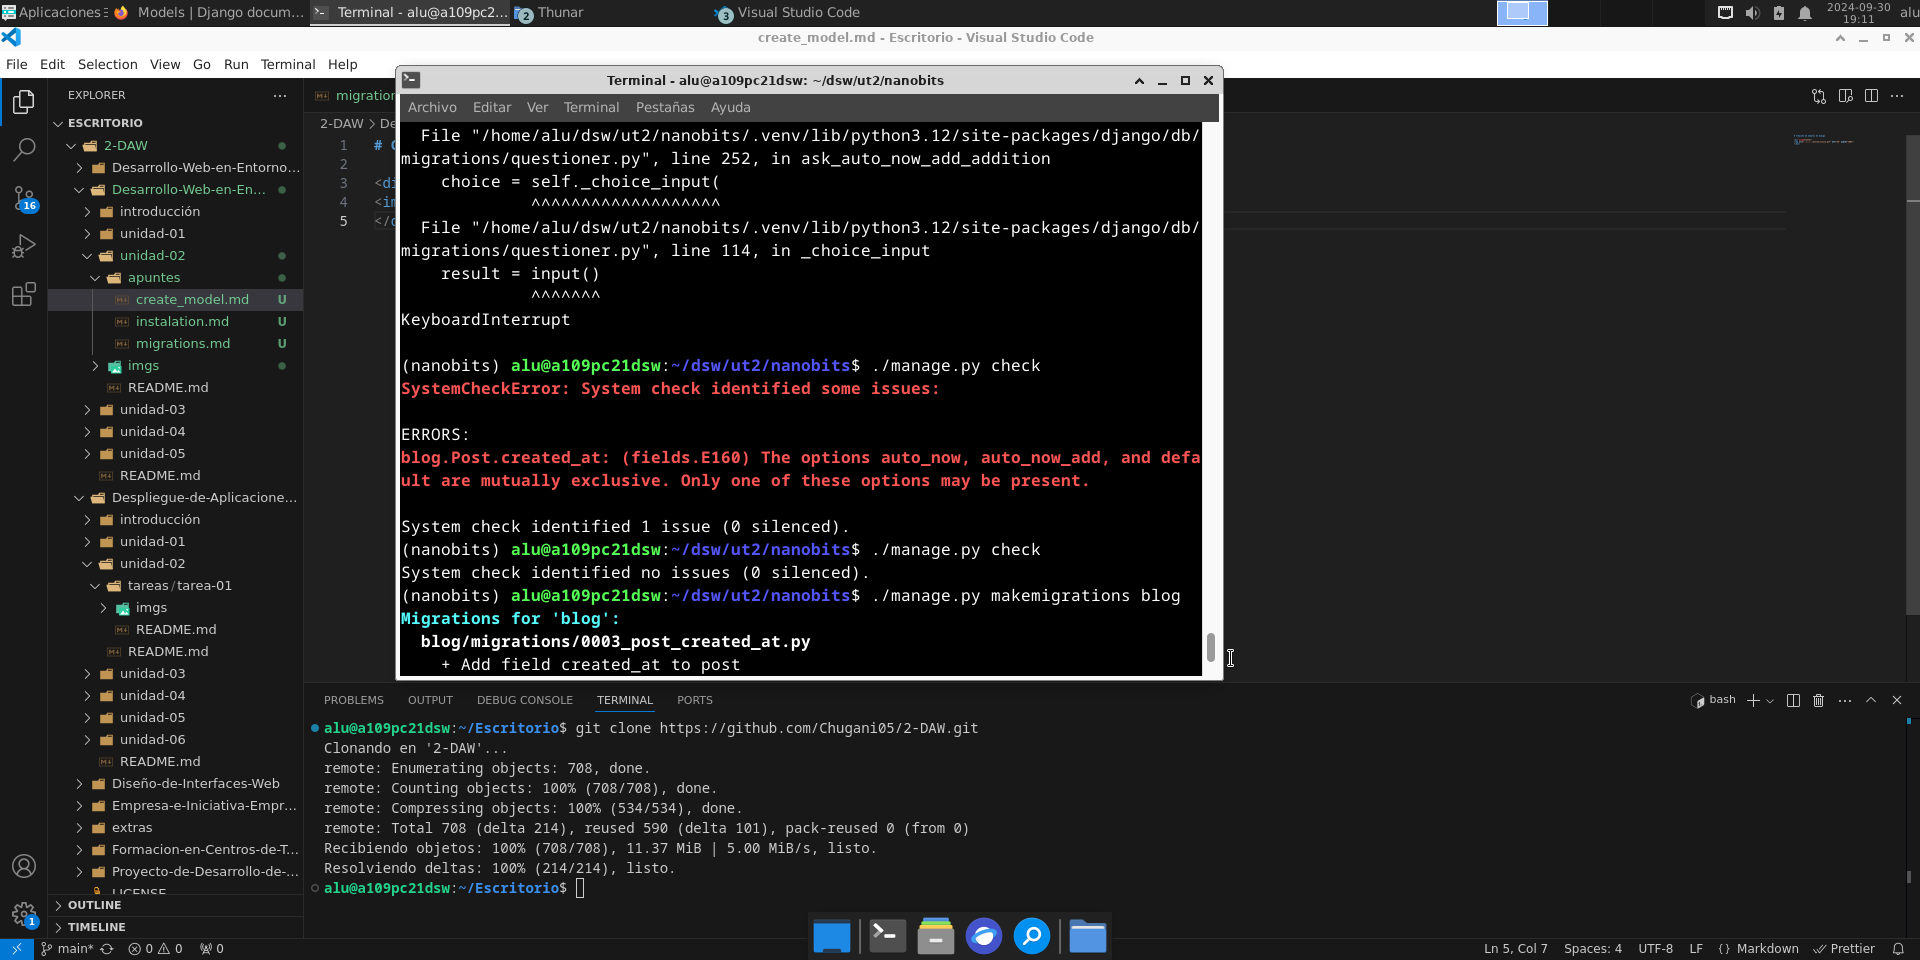 Aplicaciones
Models | Django docum...
Terminal - alu@a109pc2...
2 Thunar
3 Visual Studio Code
2024-09-30
19:11
alu
create_model.md - Escritorio - Visual Studio Code
File Edit Selection View Go Run Terminal Help
EXPLORER
ESCRITORIO
2-DAW
Desarrollo-Web-en-Entorno...
Desarrollo-Web-en-En...
introducción
unidad-01
unidad-02
apuntes
create_model.md U
instalation.md U
migrations.md U
imgs
README.md
unidad-03
unidad-04
unidad-05
README.md
Despliegue-de-Aplicacione...
introducción
unidad-01
unidad-02
tareas/tarea-01
imgs
README.md
README.md
unidad-03
unidad-04
unidad-05
unidad-06
README.md
Diseño-de-Interfaces-Web
Empresa-e-Iniciativa-Empr...
extras
Formacion-en-Centros-de-T...
Proyecto-de-Desarrollo-de-...
LICENSE
OUTLINE
TIMELINE
16
1
migration
2-DAW > De
1 #
2
3 <di
4 <im
5 </
Terminal - alu@a109pc21dsw: ~/dsw/ut2/nanobits
Archivo Editar Ver Terminal Pestañas Ayuda
File "/home/alu/dsw/ut2/nanobits/.venv/lib/python3.12/site-packages/django/db/
migrations/questioner.py", line 252, in ask_auto_now_add_addition
choice = self._choice_input(
^^^^^^^^^^^^^^^^^^^
File "/home/alu/dsw/ut2/nanobits/.venv/lib/python3.12/site-packages/django/db/
migrations/questioner.py", line 114, in _choice_input
result = input()
^^^^^^^
KeyboardInterrupt
(nanobits) alu@a109pc21dsw:~/dsw/ut2/nanobits$ ./manage.py check
SystemCheckError: System check identified some issues:
ERRORS:
blog.Post.created_at: (fields.E160) The options auto_now, auto_now_add, and defa
ult are mutually exclusive. Only one of these options may be present.
System check identified 1 issue (0 silenced).
(nanobits) alu@a109pc21dsw:~/dsw/ut2/nanobits$ ./manage.py check
System check identified no issues (0 silenced).
(nanobits) alu@a109pc21dsw:~/dsw/ut2/nanobits$ ./manage.py makemigrations blog
Migrations for 'blog':
blog/migrations/0003_post_created_at.py
+ Add field created_at to post
PROBLEMS OUTPUT DEBUG CONSOLE TERMINAL PORTS
bash
alu@a109pc21dsw:~/Escritorio$ git clone https://github.com/Chugani05/2-DAW.git
Clonando en '2-DAW'...
remote: Enumerating objects: 708, done.
remote: Counting objects: 100% (708/708), done.
remote: Compressing objects: 100% (534/534), done.
remote: Total 708 (delta 214), reused 590 (delta 101), pack-reused 0 (from 0)
Recibiendo objetos: 100% (708/708), 11.37 MiB | 5.00 MiB/s, listo.
Resolviendo deltas: 100% (214/214), listo.
alu@a109pc21dsw:~/Escritorio$
main* 0 0 0
Ln 5, Col 7 Spaces: 4 UTF-8 LF {} Markdown Prettier